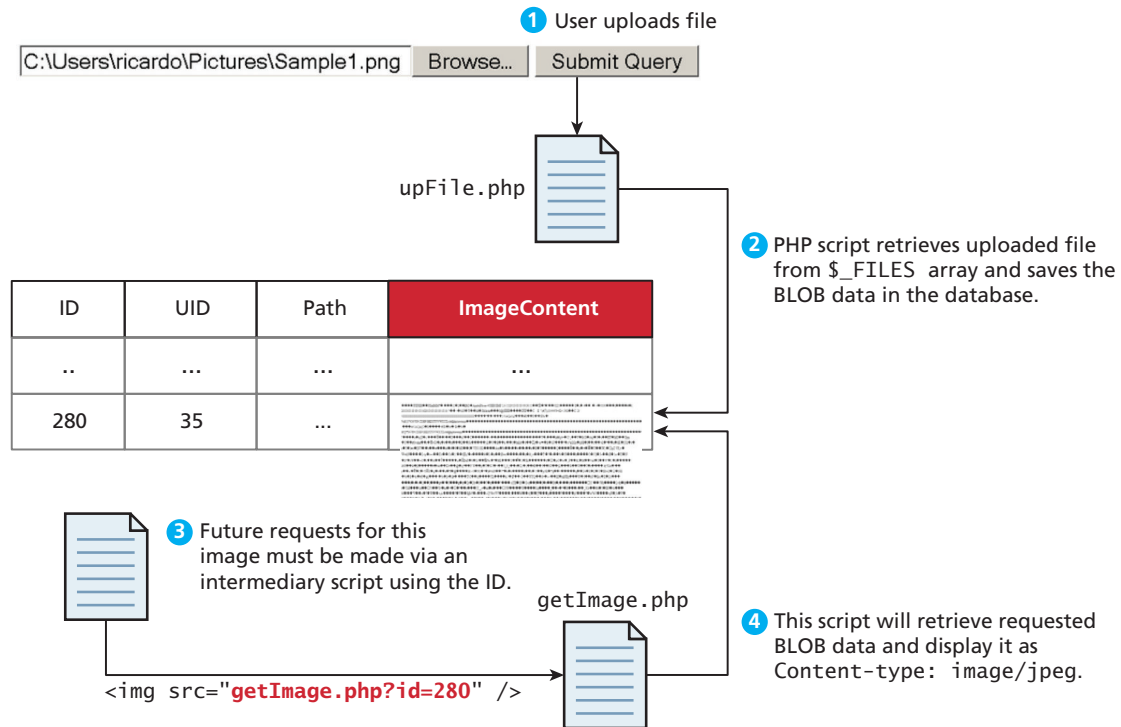 1 User uploads file
C:\Users\ricardo\Pictures\Sample1.png Browse... Submit Query
upFile.php
2 PHP script retrieves uploaded file
from $_FILES array and saves the
BLOB data in the database.
ID UID Path ImageContent
.. ... ... ...
280 35 ...
3 Future requests for this
image must be made via an
intermediary script using the ID.
getImage.php
4 This script will retrieve requested
BLOB data and display it as
Content-type: image/jpeg.
<img src="getImage.php?id=280" />